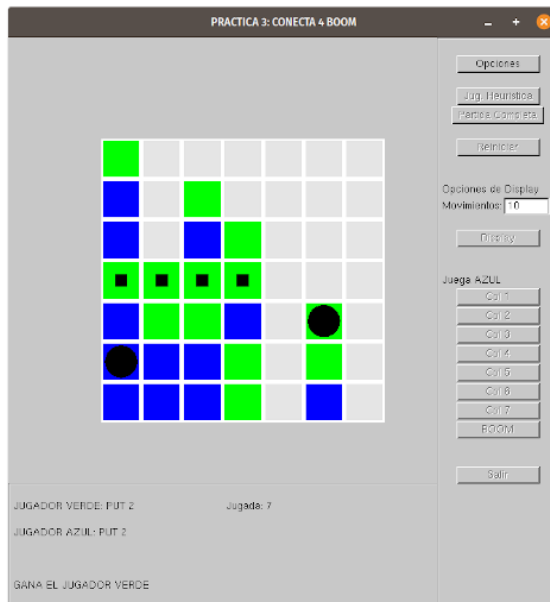 PRACTICA 3: CONECTA 4 BOOM
Opciones
Jug. Heuristica
Partida Completa
Reiniciar
Opciones de Display
Movimientos: 10
Display
Juega AZUL
Col 1
Col 2
Col 3
Col 4
Col 5
Col 6
Col 7
BOOM
Salir
JUGADOR VERDE: PUT 2 Jugada: 7
JUGADOR AZUL: PUT 2
GANA EL JUGADOR VERDE